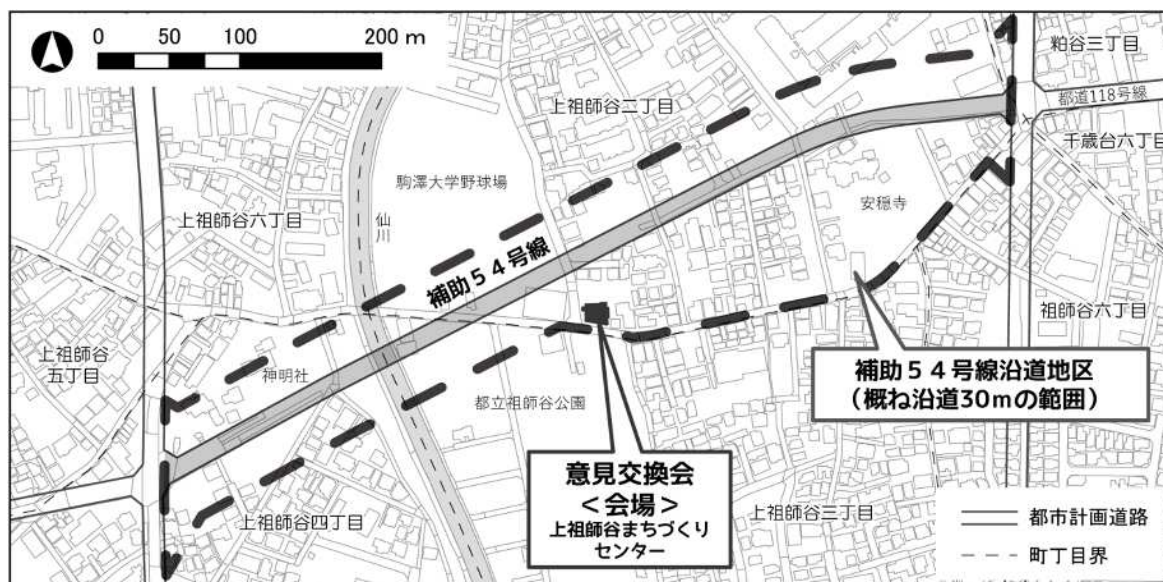 0 50 100 200 m
粕谷三丁目
都道118号線
上祖師谷二丁目
千歳台六丁目
駒澤大学野球場
安穏寺
上祖師谷六丁目
仙川
補助54号線
祖師谷六丁目
上祖師谷
五丁目
神明社
都立祖師谷公園
補助54号線沿道地区
(概ね沿道30mの範囲)
意見交換会
<会場>
上祖師谷まちづくり
センター
上祖師谷四丁目
上祖師谷三丁目
都市計画道路
町丁目界